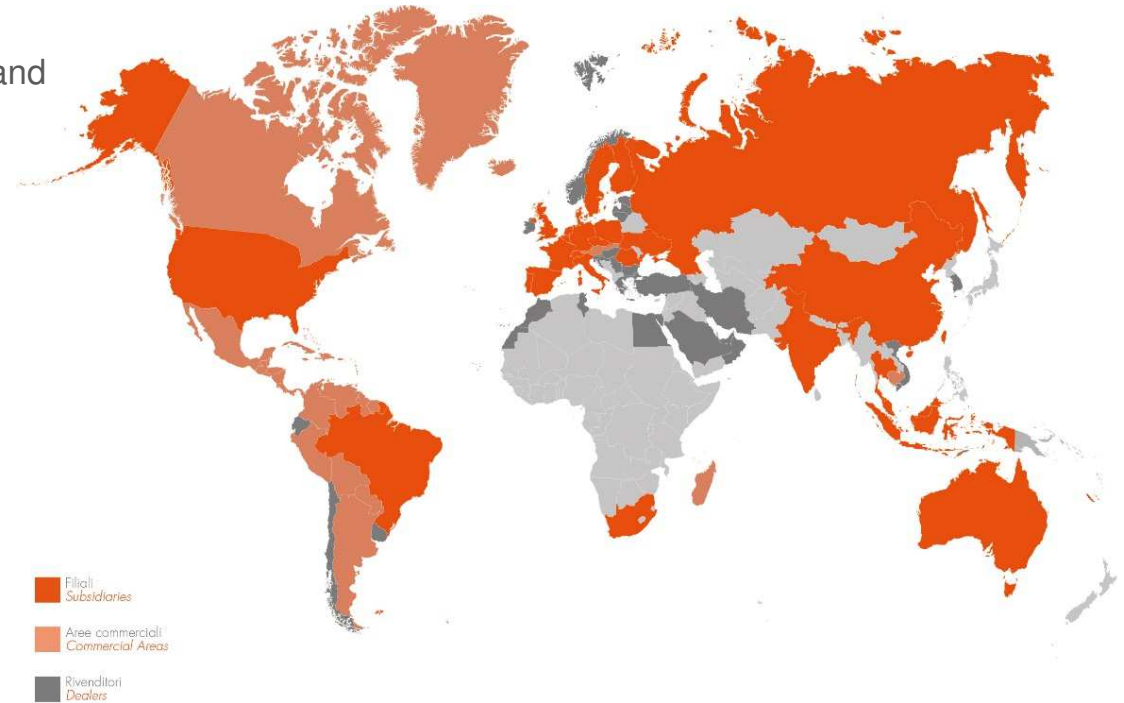 and
Filiali
Subsidiaries
Aree commerciali
Commercial Areas
Rivenditori
Dealers